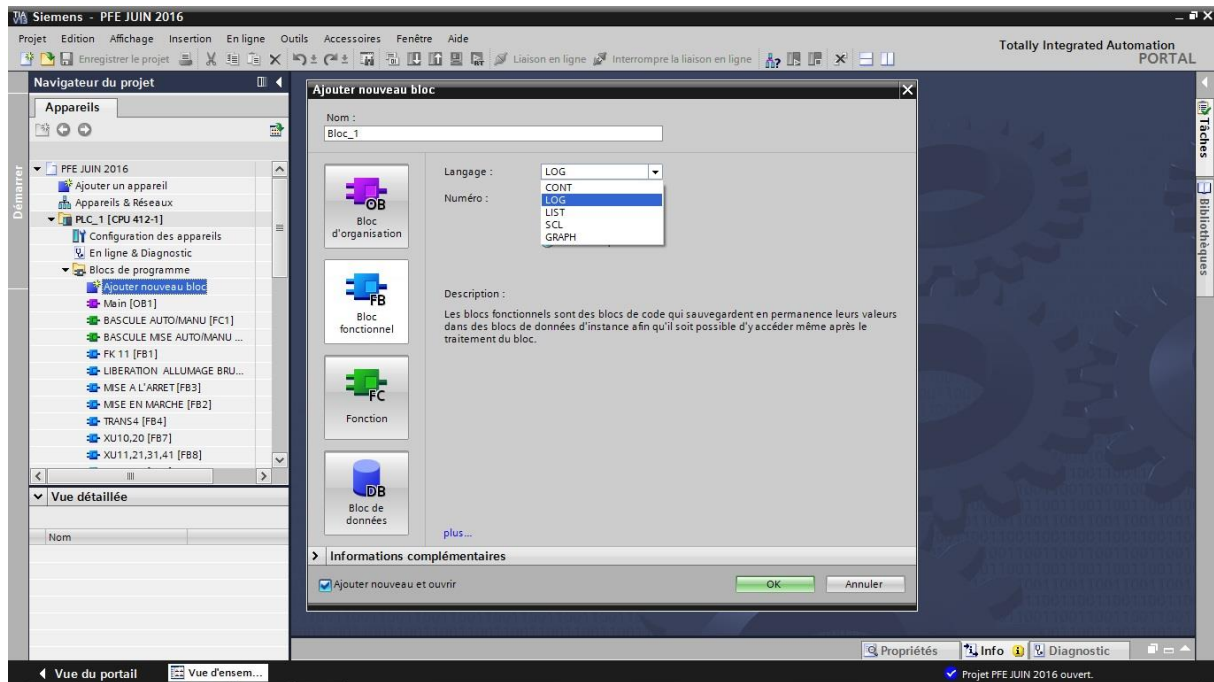 Siemens - PFE JUIN 2016
Projet Edition Affichage Insertion En ligne Outils Accessoires Fenêtre Aide
Totally Integrated Automation
PORTAL
Enregistrer le projet
Liaison en ligne
Interrompre la liaison en ligne
Navigateur du projet
Appareils
Démarrer
PFE JUIN 2016
Ajouter un appareil
Appareils & Réseaux
PLC_1 [CPU 412-1]
Configuration des appareils
En ligne & Diagnostic
Blocs de programme
Ajouter nouveau bloc
Main [OB1]
BASCULE AUTO/MANU [FC1]
BASCULE MISE AUTO/MANU ...
FK 11 [FB1]
LIBERATION ALLUMAGE BRU...
MISE A L'ARRET [FB3]
MISE EN MARCHE [FB2]
TRANS4 [FB4]
XU10,20 [FB7]
XU11,21,31,41 [FB8]
Vue détaillée
Nom
Ajouter nouveau bloc
Nom :
Bloc_1
OB
Bloc
d'organisation
FB
Bloc
fonctionnel
FC
Fonction
DB
Bloc de
données
Langage :
LOG
CONT
LOG
LIST
SCL
GRAPH
Numéro :
Description :
Les blocs fonctionnels sont des blocs de code qui sauvegardent en permanence leurs valeurs
dans des blocs de données d'instance afin qu'il soit possible d'y accéder même après le
traitement du bloc.
plus...
Informations complémentaires
Ajouter nouveau et ouvrir
OK
Annuler
Tâches
Bibliothèques
Propriétés
Info
Diagnostic
Vue du portail
Vue d'ensem...
Projet PFE JUIN 2016 ouvert.